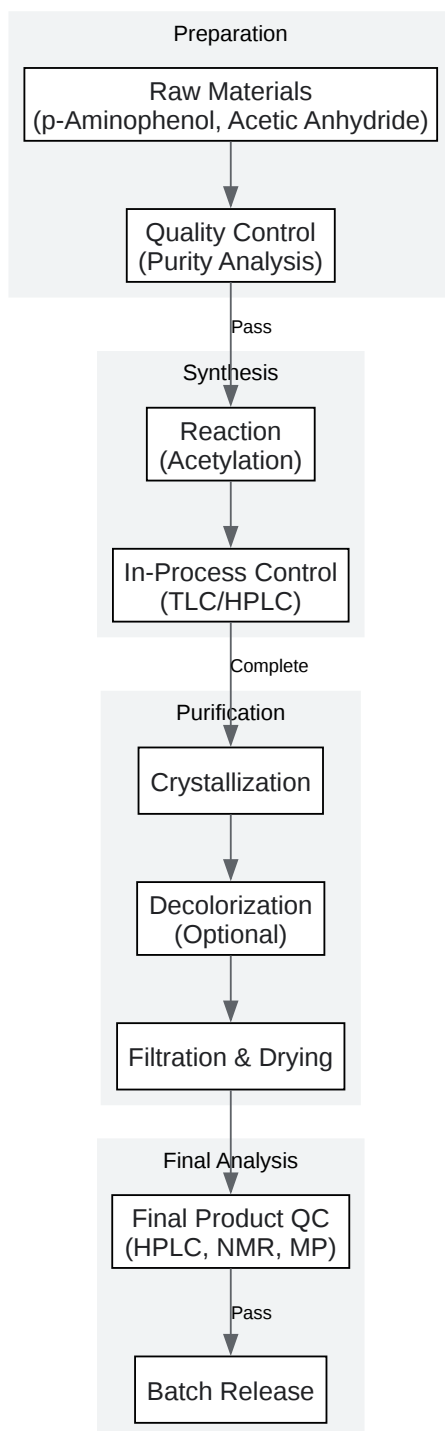 Preparation
Raw Materials
(p-Aminophenol, Acetic Anhydride)
Quality Control
(Purity Analysis)
Pass
Synthesis
Reaction
(Acetylation)
In-Process Control
(TLC/HPLC)
Complete
Purification
Crystallization
Decolorization
(Optional)
Filtration & Drying
Final Analysis
Final Product QC
(HPLC, NMR, MP)
Pass
Batch Release